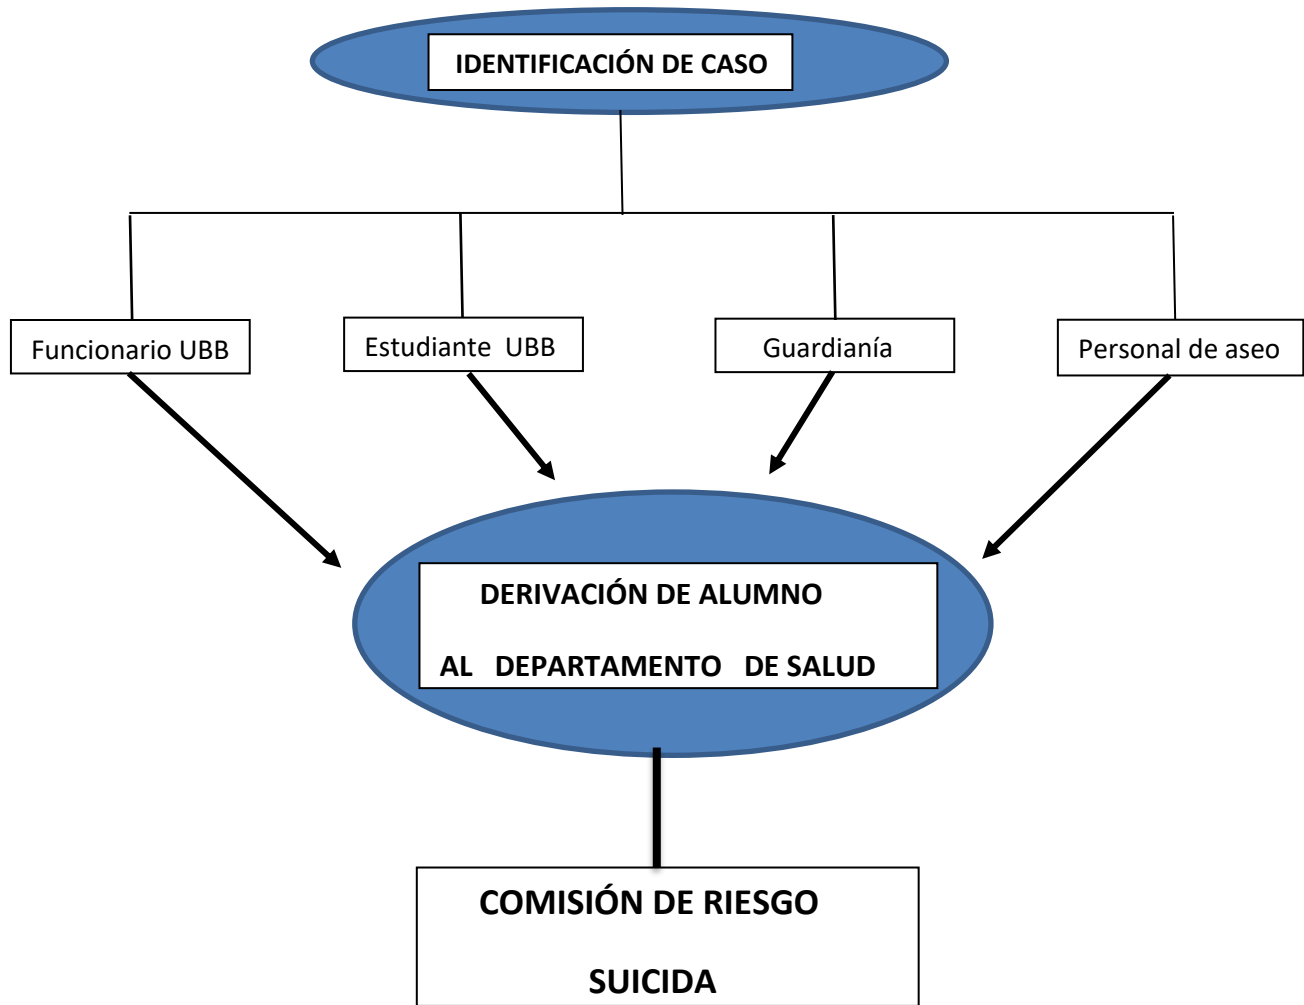 IDENTIFICACIÓN DE CASO
Funcionario UBB
Estudiante UBB
Guardianía
Personal de aseo
DERIVACIÓN DE ALUMNO
AL DEPARTAMENTO DE SALUD
COMISIÓN DE RIESGO
SUICIDA